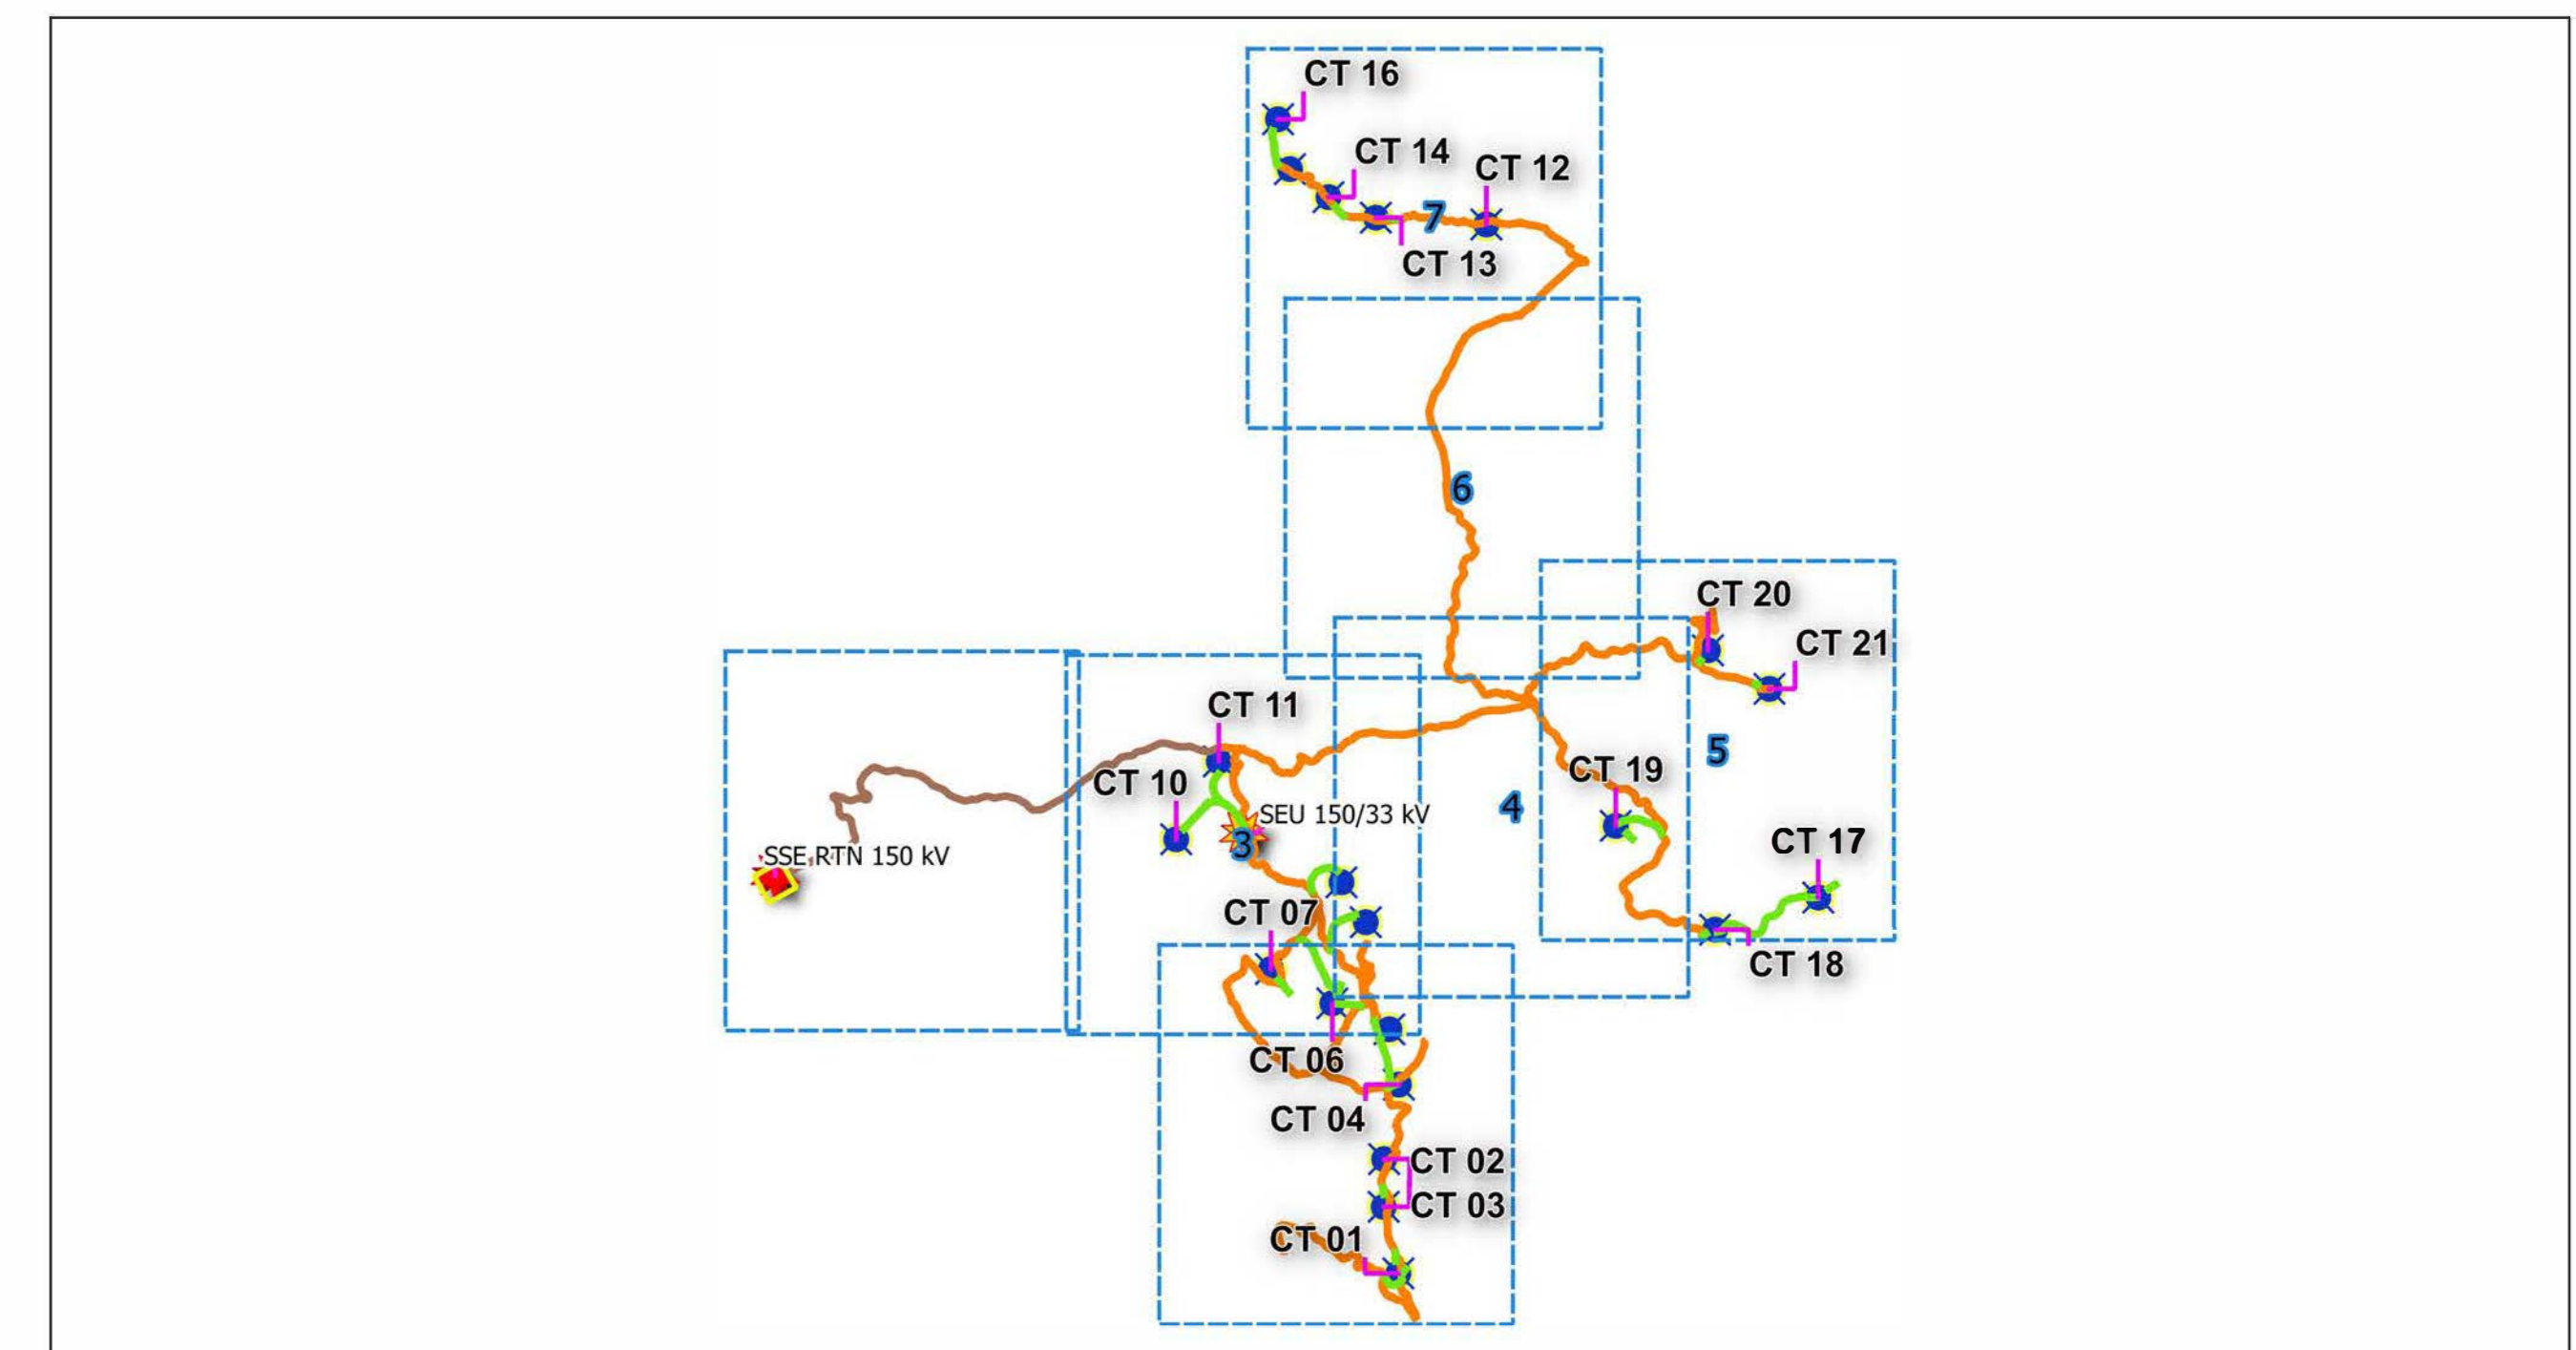 CT 16
CT 14
CT 12
7
CT 13
6
CT 20
CT 21
CT 11
5
CT 19
CT 10
SEU 150/33 kV
4
3
CT 17
SSE RTN 150 kV
CT 07
CT 18
CT 06
CT 04
CT 02
CT 03
CT 01